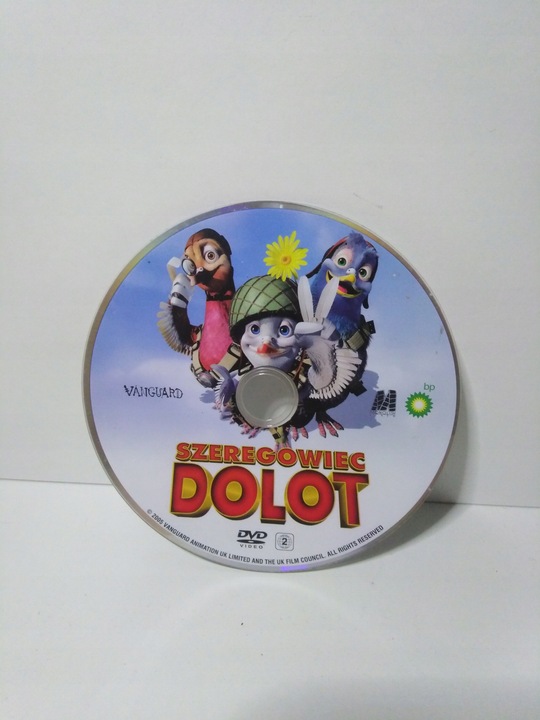 VANGUARD
bp
SZEREGOWIEC
DOLOT
DVD
VIDEO
2
© 2005 VANGUARD ANIMATION UK LIMITED AND THE UK FILM COUNCIL. ALL RIGHTS RESERVED